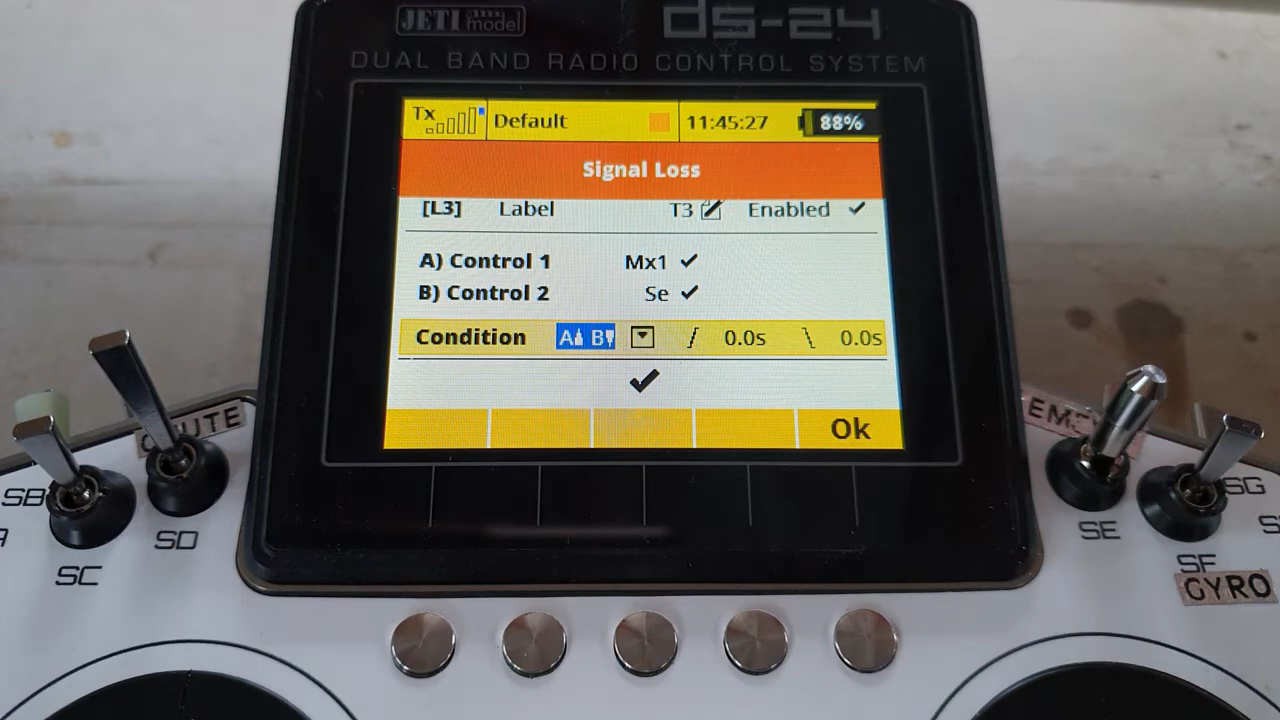 JETI model ds-24
DUAL BAND RADIO CONTROL SYSTEM
Tx Default 11:45:27 88%
Signal Loss
[L3] Label T3 Enabled ✔
A) Control 1 Mx1 ✔
B) Control 2 Se ✔
Condition A B 0.0s 0.0s
✔
Ok
SB
SD
SC
SE
SG
SF
GYRO